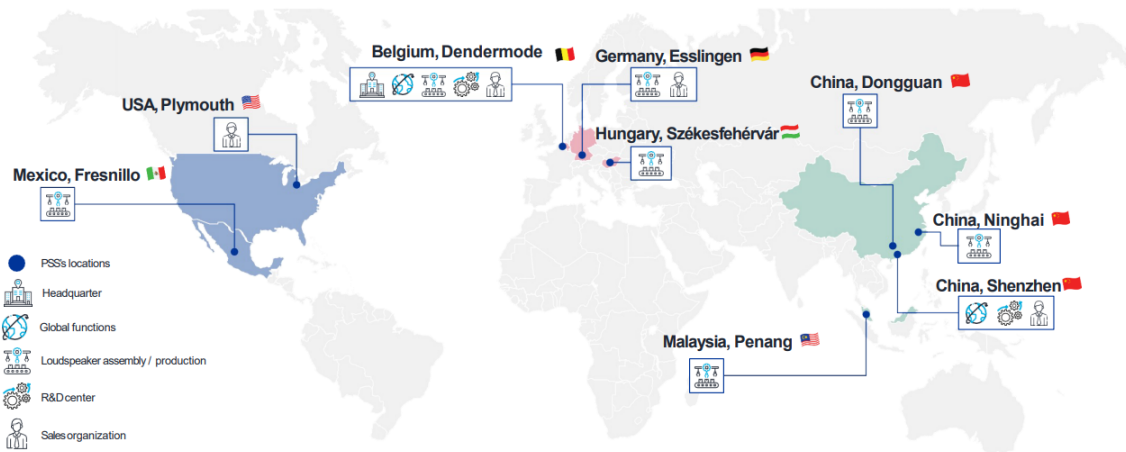 Belgium, Dendermode
Germany, Esslingen
China, Dongguan
USA, Plymouth
Hungary, Székesfehérvár
Mexico, Fresnillo
China, Ninghai
PSS's locations
Headquarter
China, Shenzhen
Global functions
Malaysia, Penang
Loudspeaker assembly / production
R&D center
Sales organization